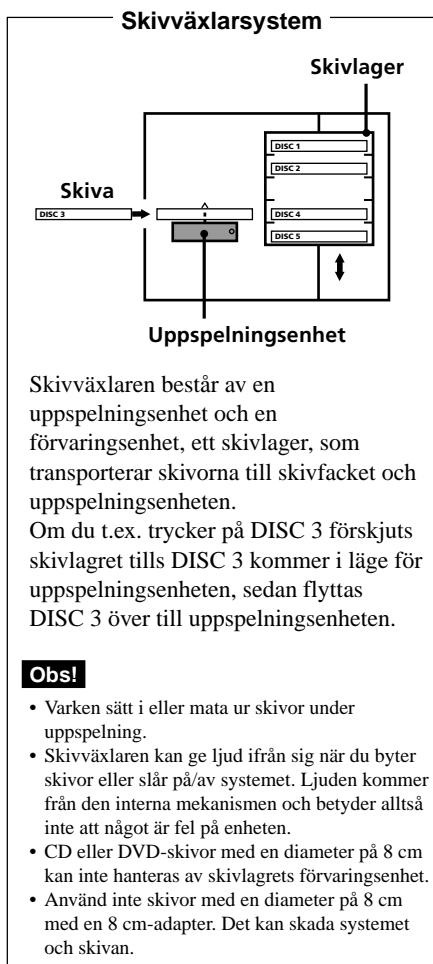 Skivväxlarsystem
Skivlager
DISC 1
DISC 2
Skiva
DISC 3
DISC 4
DISC 5
Uppspelningsenhet
Skivväxlaren består av en
uppspelningsenhet och en
förvaringsenhet, ett skivlager, som
transporterar skivorna till skivfacket och
uppspelningsenheten.
Om du t.ex. trycker på DISC 3 förskjuts
skivlagret tills DISC 3 kommer i läge för
uppspelningsenheten, sedan flyttas
DISC 3 över till uppspelningsenheten.
Obs!
• Varken sätt i eller mata ur skivor under
uppspelning.
• Skivväxlaren kan ge ljud ifrån sig när du byter
skivor eller slår på/av systemet. Ljuden kommer
från den interna mekanismen och betyder alltså
inte att något är fel på enheten.
• CD eller DVD-skivor med en diameter på 8 cm
kan inte hanteras av skivlagrets förvaringsenhet.
• Använd inte skivor med en diameter på 8 cm
med en 8 cm-adapter. Det kan skada systemet
och skivan.